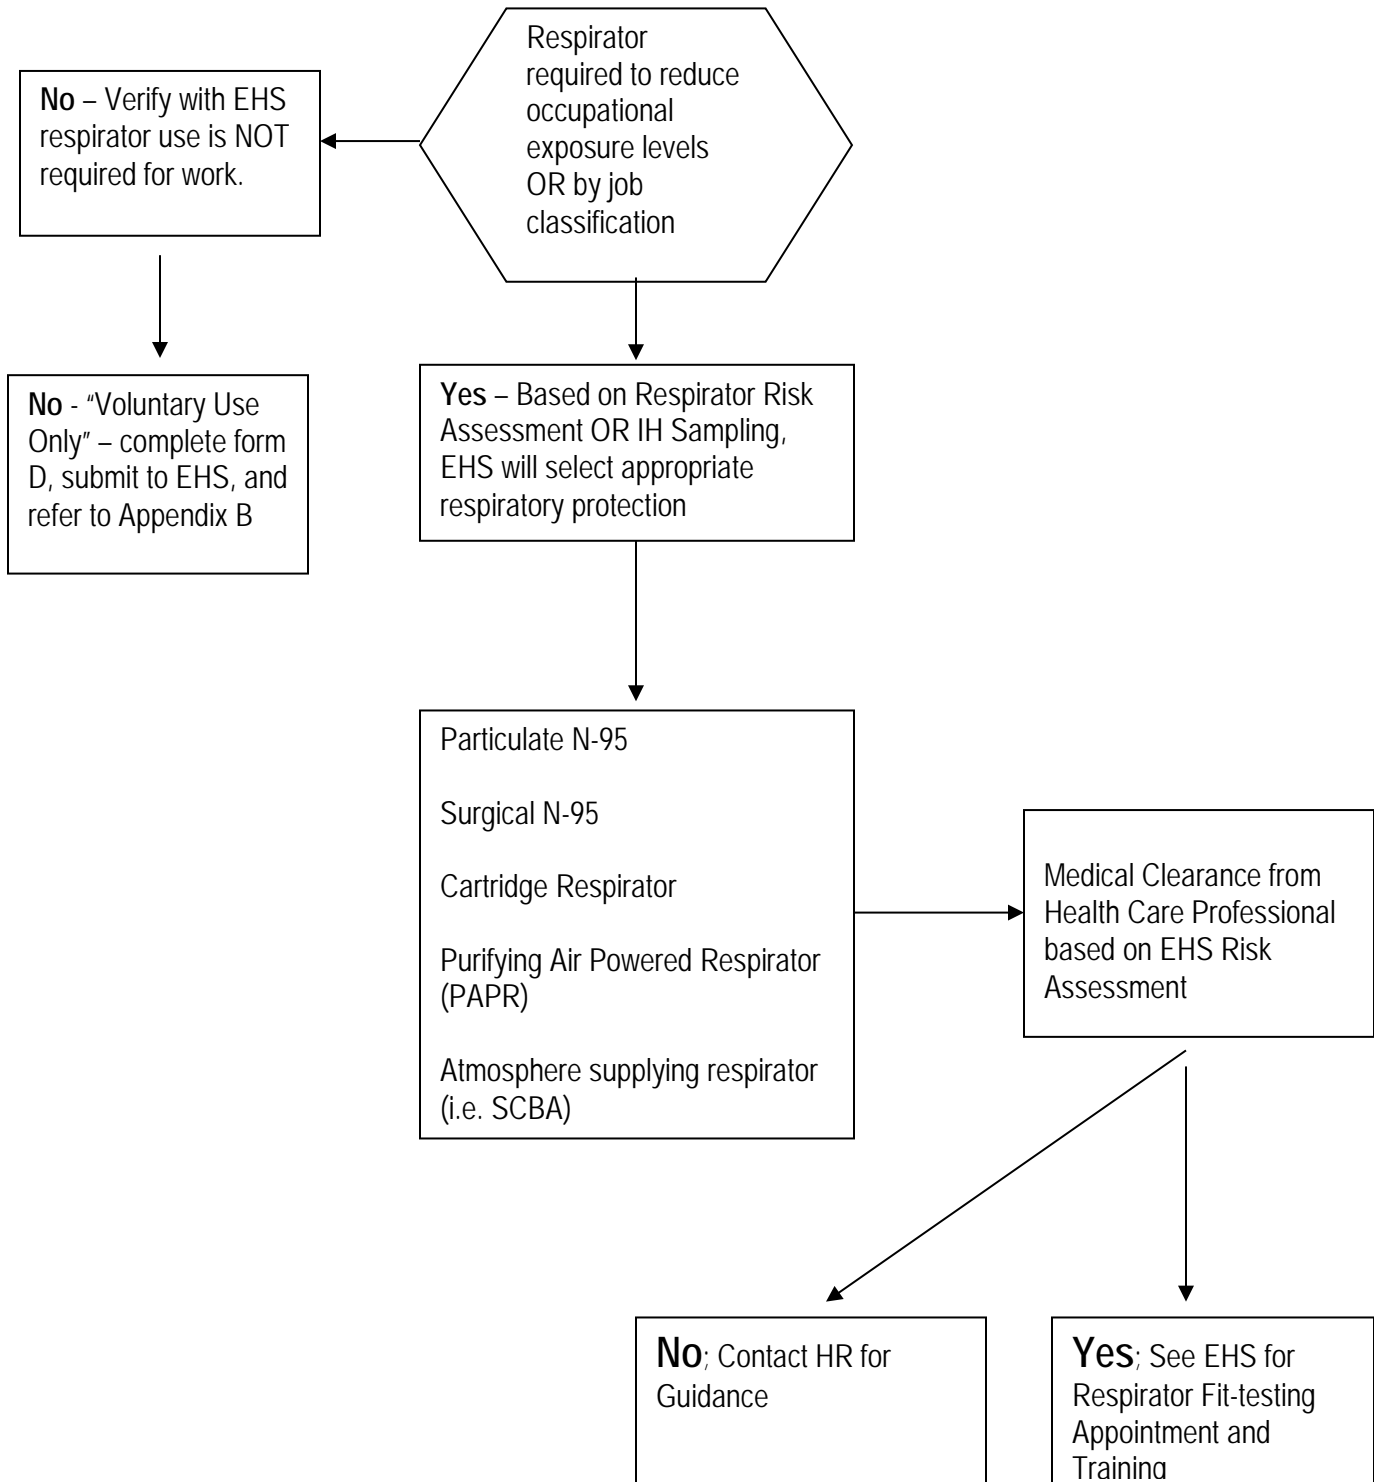 Respirator
required to reduce
occupational
exposure levels
OR by job
classification
No – Verify with EHS
respirator use is NOT
required for work.
No - “Voluntary Use
Only” – complete form
D, submit to EHS, and
refer to Appendix B
Yes – Based on Respirator Risk
Assessment OR IH Sampling,
EHS will select appropriate
respiratory protection
Particulate N-95
Surgical N-95
Cartridge Respirator
Purifying Air Powered Respirator
(PAPR)
Atmosphere supplying respirator
(i.e. SCBA)
Medical Clearance from
Health Care Professional
based on EHS Risk
Assessment
No; Contact HR for
Guidance
Yes; See EHS for
Respirator Fit-testing
Appointment and
Training